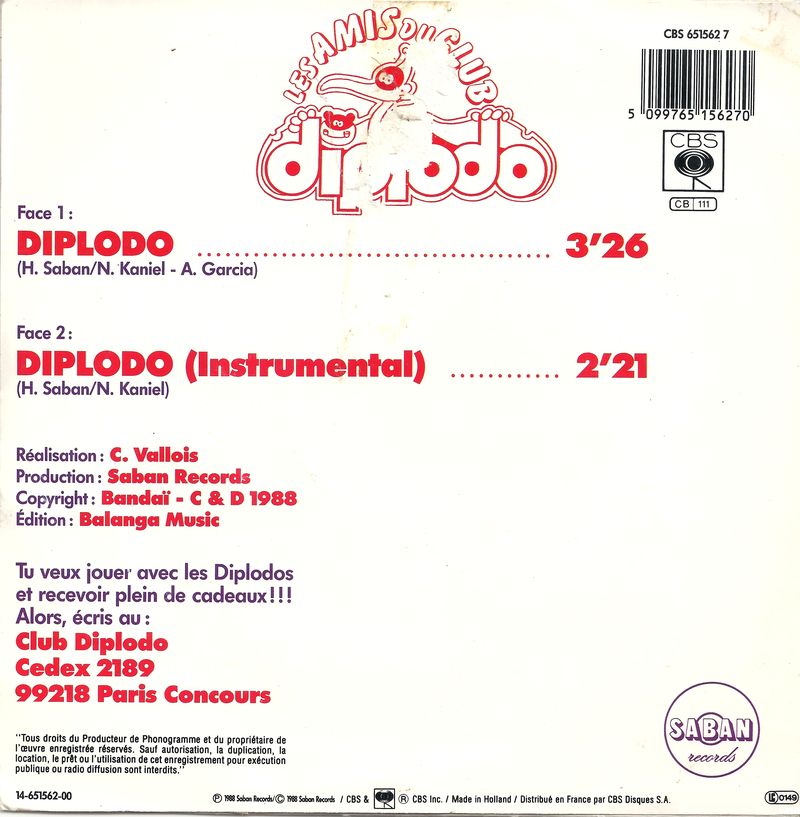 LES AMIS DU CLUB
diplodo
CBS 651562 7
5 099765 156270
CBS
CB 111
Face 1 :
DIPLODO ........................................ 3'26
(H. Saban/N. Kaniel - A. Garcia)
Face 2 :
DIPLODO (Instrumental) ............ 2'21
(H. Saban/N. Kaniel)
Réalisation : C. Vallois
Production : Saban Records
Copyright : Bandaï - C & D 1988
Édition : Balanga Music
Tu veux jouer avec les Diplodos
et recevoir plein de cadeaux!!!
Alors, écris au :
Club Diplodo
Cedex 2189
99218 Paris Concours
"Tous droits du Producteur de Phonogramme et du propriétaire de
l'œuvre enregistrée réservés. Sauf autorisation, la duplication, la
location, le prêt ou l'utilisation de cet enregistrement pour exécution
publique ou radio diffusion sont interdits."
SABAN
records
14-651562-00
℗ 1988 Saban Records/© 1988 Saban Records / CBS & ® CBS Inc. / Made in Holland / Distribué en France par CBS Disques S.A.
LC 0149